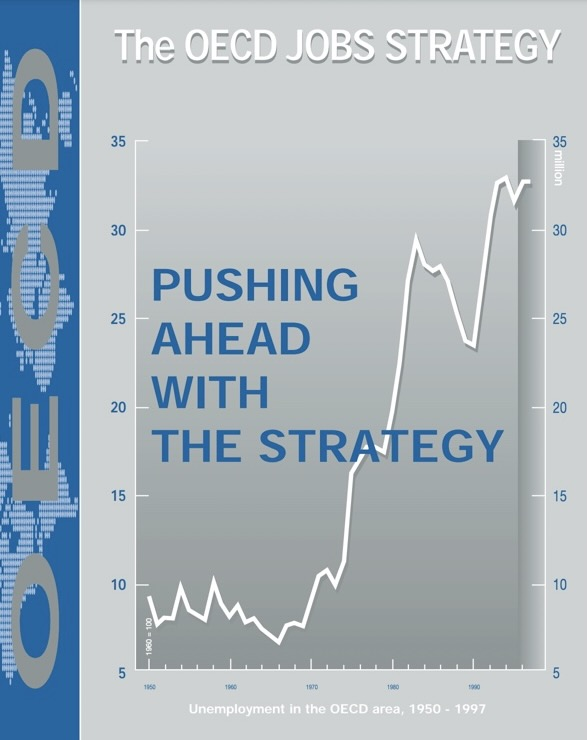 The OECD JOBS STRATEGY
OECD
35
30
25
20
15
10
5
35
30
25
20
15
10
5
million
PUSHING
AHEAD
WITH
THE STRATEGY
1960 = 100
1950
1960
1970
1980
1990
Unemployment in the OECD area, 1950 - 1997